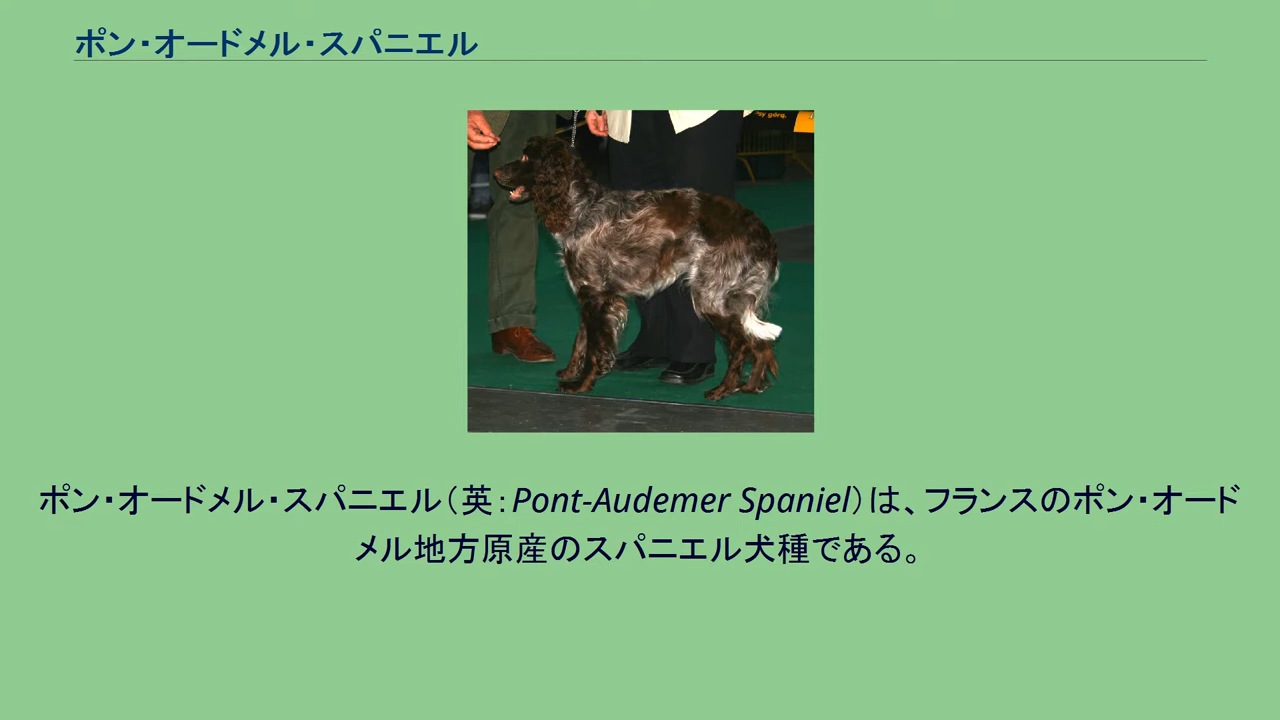 ポン・オードメル・スパニエル
sy górą.
ポン・オードメル・スパニエル（英：Pont-Audemer Spaniel）は、フランスのポン・オード
メル地方原産のスパニエル犬種である。